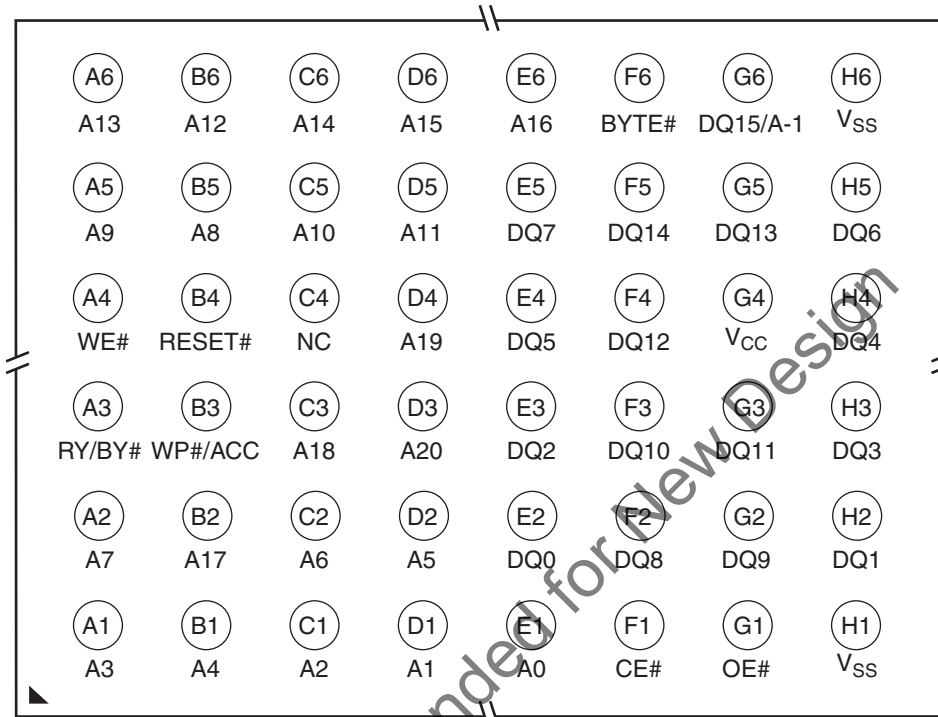 A6 B6 C6 D6 E6 F6 G6 H6
A13 A12 A14 A15 A16 BYTE# DQ15/A-1 VSS
A5 B5 C5 D5 E5 F5 G5 H5
A9 A8 A10 A11 DQ7 DQ14 DQ13 DQ6
A4 B4 C4 D4 E4 F4 G4 H4
WE# RESET# NC A19 DQ5 DQ12 VCC DQ4
A3 B3 C3 D3 E3 F3 G3 H3
RY/BY# WP#/ACC A18 A20 DQ2 DQ10 DQ11 DQ3
A2 B2 C2 D2 E2 F2 G2 H2
A7 A17 A6 A5 DQ0 DQ8 DQ9 DQ1
A1 B1 C1 D1 E1 F1 G1 H1
A3 A4 A2 A1 A0 CE# OE# VSS
nded for New Design